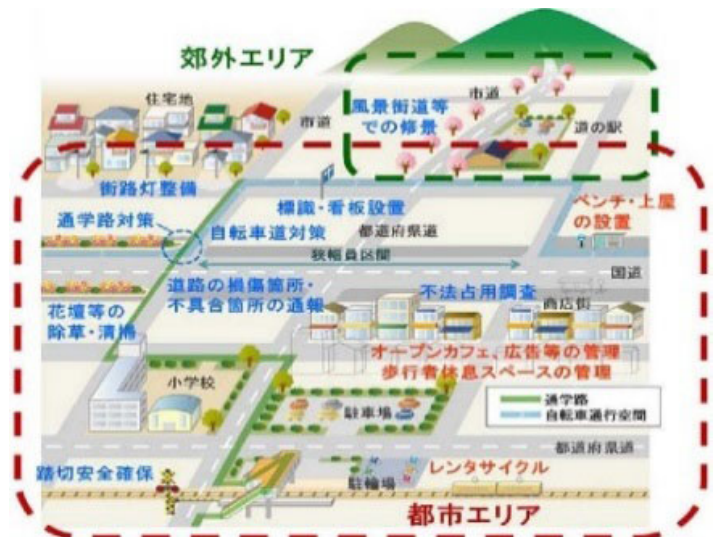 郊外エリア
住宅地
市道
市道
風景街道等
での修景
道の駅
街路灯整備
標識・看板設置
ベンチ・上屋
の設置
通学路対策
自転車道対策
都道府県道
狭幅員区間
国道
道路の損傷箇所・
不具合箇所の通報
不法占用調査
商店街
花壇等の
除草・清掃
オープンカフェ、広告等の管理
歩行者休息スペースの管理
小学校
駐車場
通学路
自転車通行空間
都道府県道
踏切安全確保
駐輪場
レンタサイクル
都市エリア